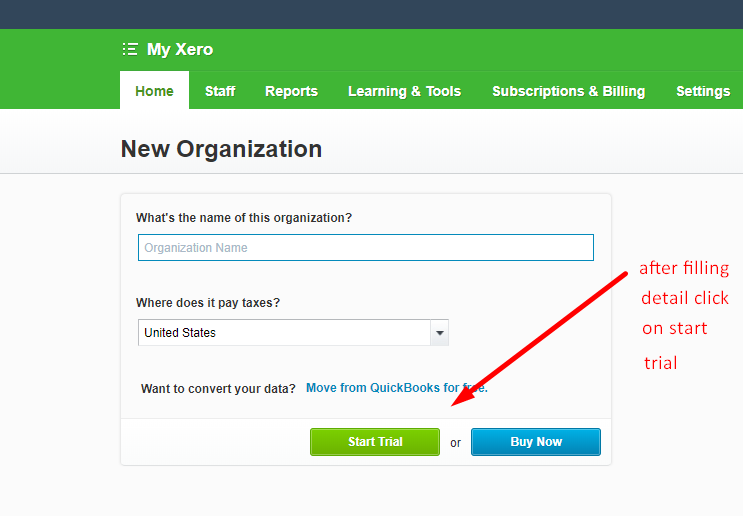 My Xero
Home Staff Reports Learning & Tools Subscriptions & Billing Settings
New Organization
What's the name of this organization?
Organization Name
Where does it pay taxes?
United States
Want to convert your data? Move from QuickBooks for free.
Start Trial or Buy Now
after filling
detail click
on start
trial